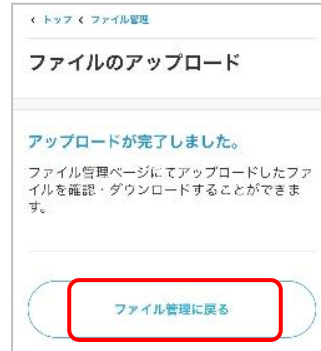 ‹ トップ ‹ ファイル管理
ファイルのアップロード
アップロードが完了しました。
ファイル管理ページにてアップロードしたファ
イルを確認・ダウンロードすることができま
す。
ファイル管理に戻る